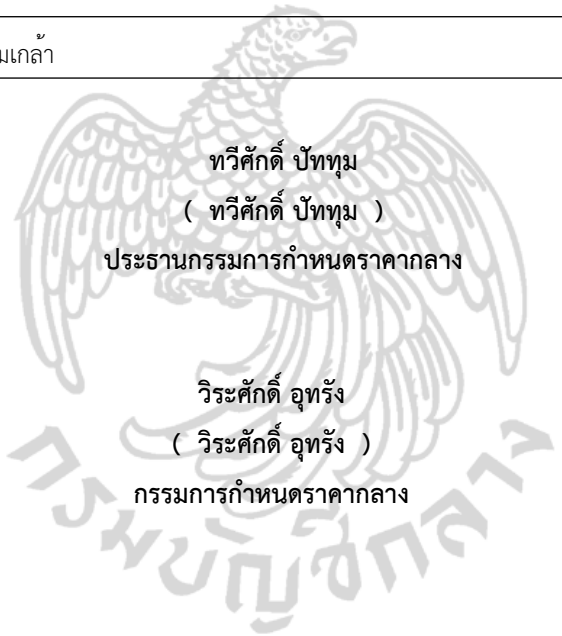 มเกล้า
ทวีศักดิ์ ปัททุม
( ทวีศักดิ์ ปัททุม )
ประธานกรรมการกำหนดราคากลาง
วิระศักดิ์ อุทรัง
( วิระศักดิ์ อุทรัง )
กรรมการกำหนดราคากลาง
กรมบัญชีกลาง